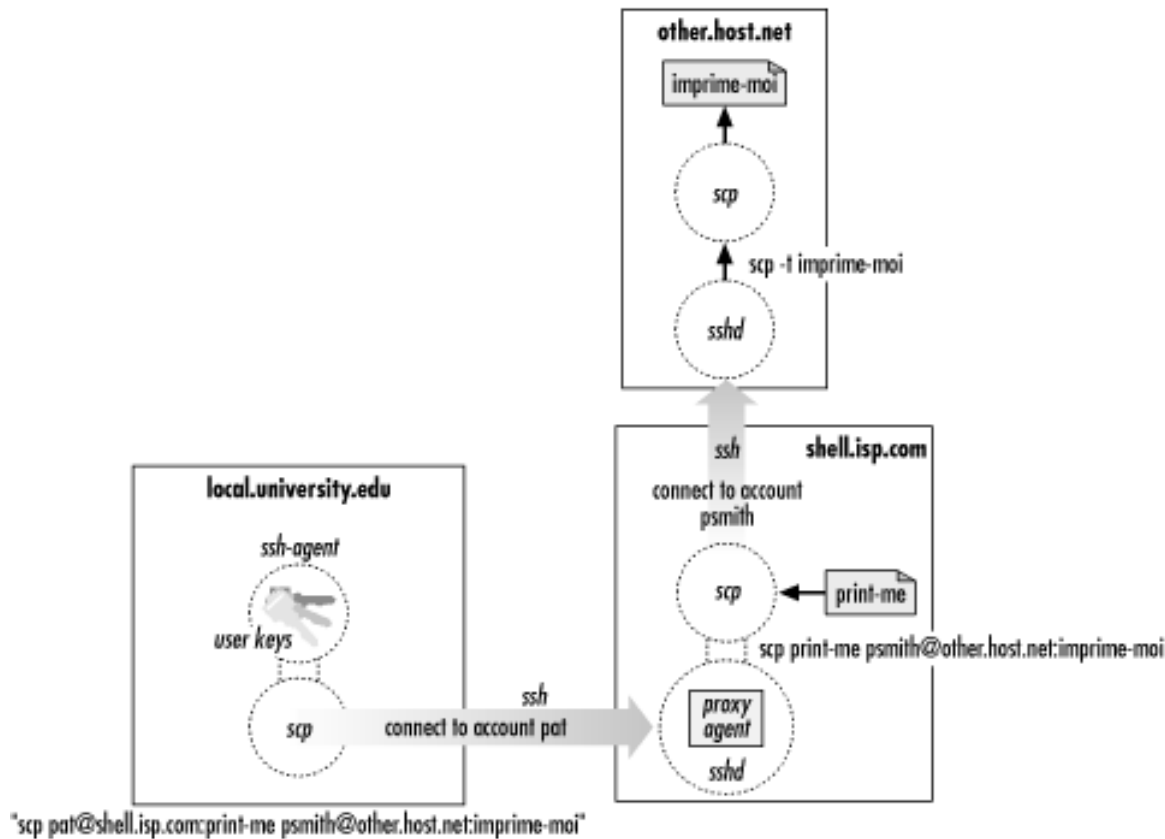 other.host.net
imprime-moi
scp
scp -t imprime-moi
sshd
ssh
shell.isp.com
connect to account
psmith
scp
print-me
scp print-me psmith@other.host.net:imprime-moi
proxy
agent
sshd
local.university.edu
ssh-agent
user keys
scp
ssh
connect to account pat
"scp pat@shell.isp.com:print-me psmith@other.host.net:imprime-moi"